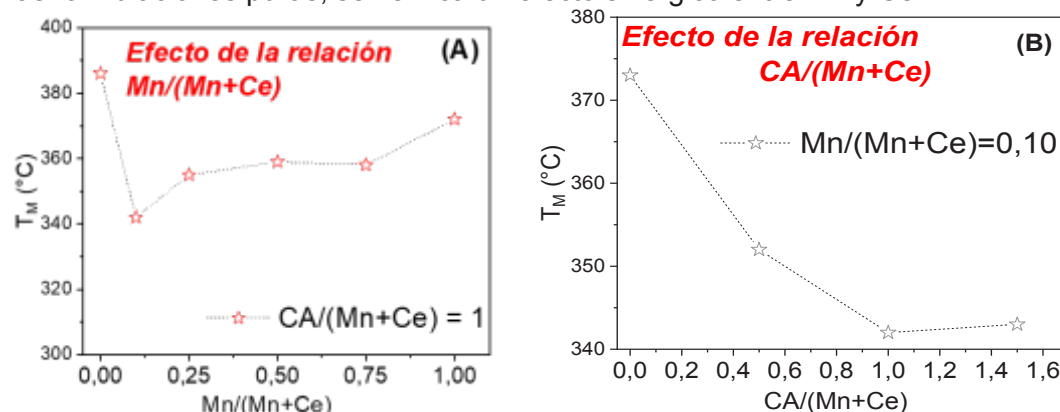 Efecto de la relación
Mn/(Mn+Ce)
(A)
400
380
360
340
320
300
T_M (°C)
CA/(Mn+Ce) = 1
0,00 0,25 0,50 0,75 1,00
Mn/(Mn+Ce)
Efecto de la relación
CA/(Mn+Ce)
(B)
380
370
360
350
340
T_M (°C)
Mn/(Mn+Ce)=0,10
0,0 0,2 0,4 0,6 0,8 1,0 1,2 1,4 1,6
CA/(Mn+Ce)